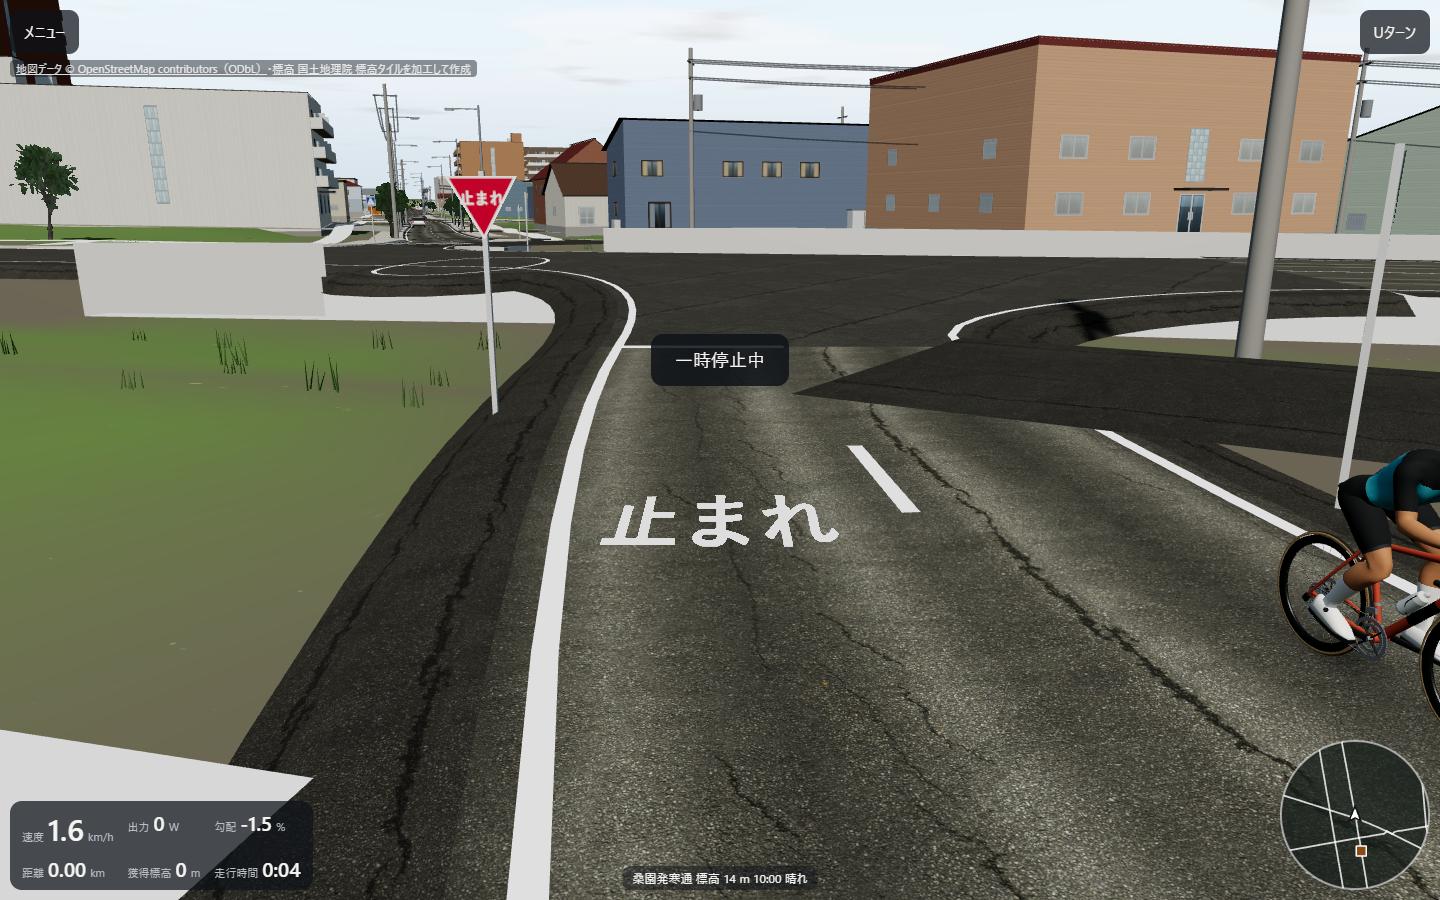 メニュー
Uターン
地図データ © OpenStreetMap contributors（ODbL）・標高 国土地理院 標高タイルを加工して作成
止まれ
一時停止中
止まれ
速度 1.6 km/h
出力 0 W
勾配 -1.5 %
距離 0.00 km
獲得標高 0 m
走行時間 0:04
桑園発寒通 標高 14 m 10:00 晴れ